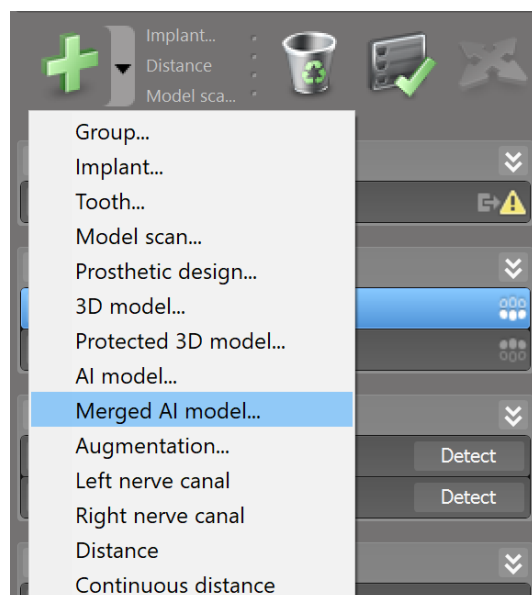 Implant...
Distance
Model sca...
Group...
Implant...
Tooth...
Model scan...
Prosthetic design...
3D model...
Protected 3D model...
AI model...
Merged AI model...
Augmentation...
Detect
Left nerve canal
Detect
Right nerve canal
Distance
Continuous distance